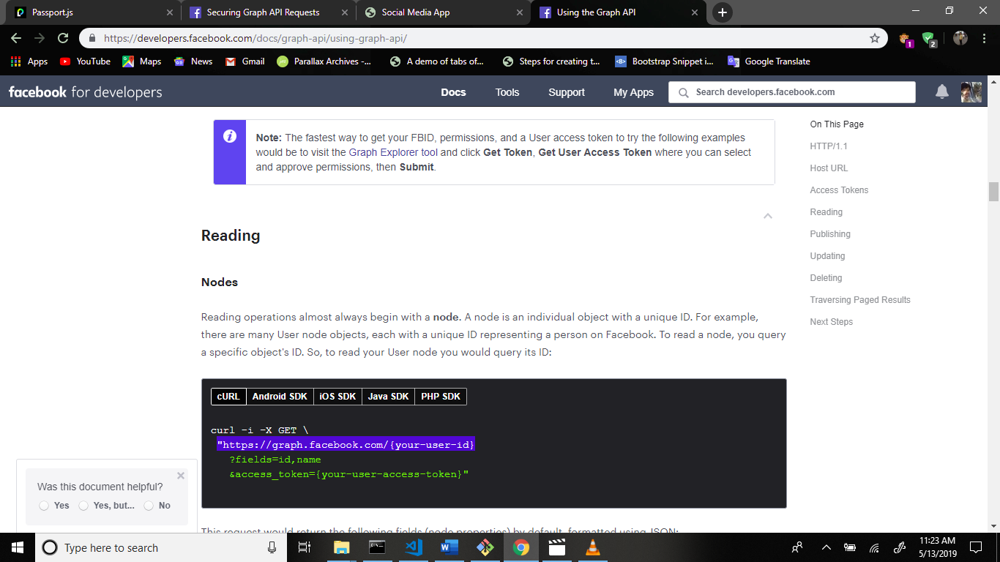 Passport.js
Securing Graph API Requests
Social Media App
Using the Graph API
https://developers.facebook.com/docs/graph-api/using-graph-api/
1
2
Apps
YouTube
Maps
News
Gmail
Parallax Archives -...
A demo of tabs of...
Steps for creating t...
Bootstrap Snippet i...
Google Translate
facebook for developers
Docs
Tools
Support
My Apps
Search developers.facebook.com
Note: The fastest way to get your FBID, permissions, and a User access token to try the following examples
would be to visit the Graph Explorer tool and click Get Token, Get User Access Token where you can select
and approve permissions, then Submit.
On This Page
HTTP/1.1
Host URL
Access Tokens
Reading
Publishing
Updating
Deleting
Traversing Paged Results
Next Steps
Reading
Nodes
Reading operations almost always begin with a node. A node is an individual object with a unique ID. For example,
there are many User node objects, each with a unique ID representing a person on Facebook. To read a node, you query
a specific object's ID. So, to read your User node you would query its ID:
cURL
Android SDK
iOS SDK
Java SDK
PHP SDK
curl -i -X GET \
"https://graph.facebook.com/{your-user-id}
?fields=id,name
&access_token={your-user-access-token}"
This request would return the following fields (node properties) by default, formatted using JSON:
Was this document helpful?
Yes
Yes, but...
No
Type here to search
11:23 AM
5/13/2019